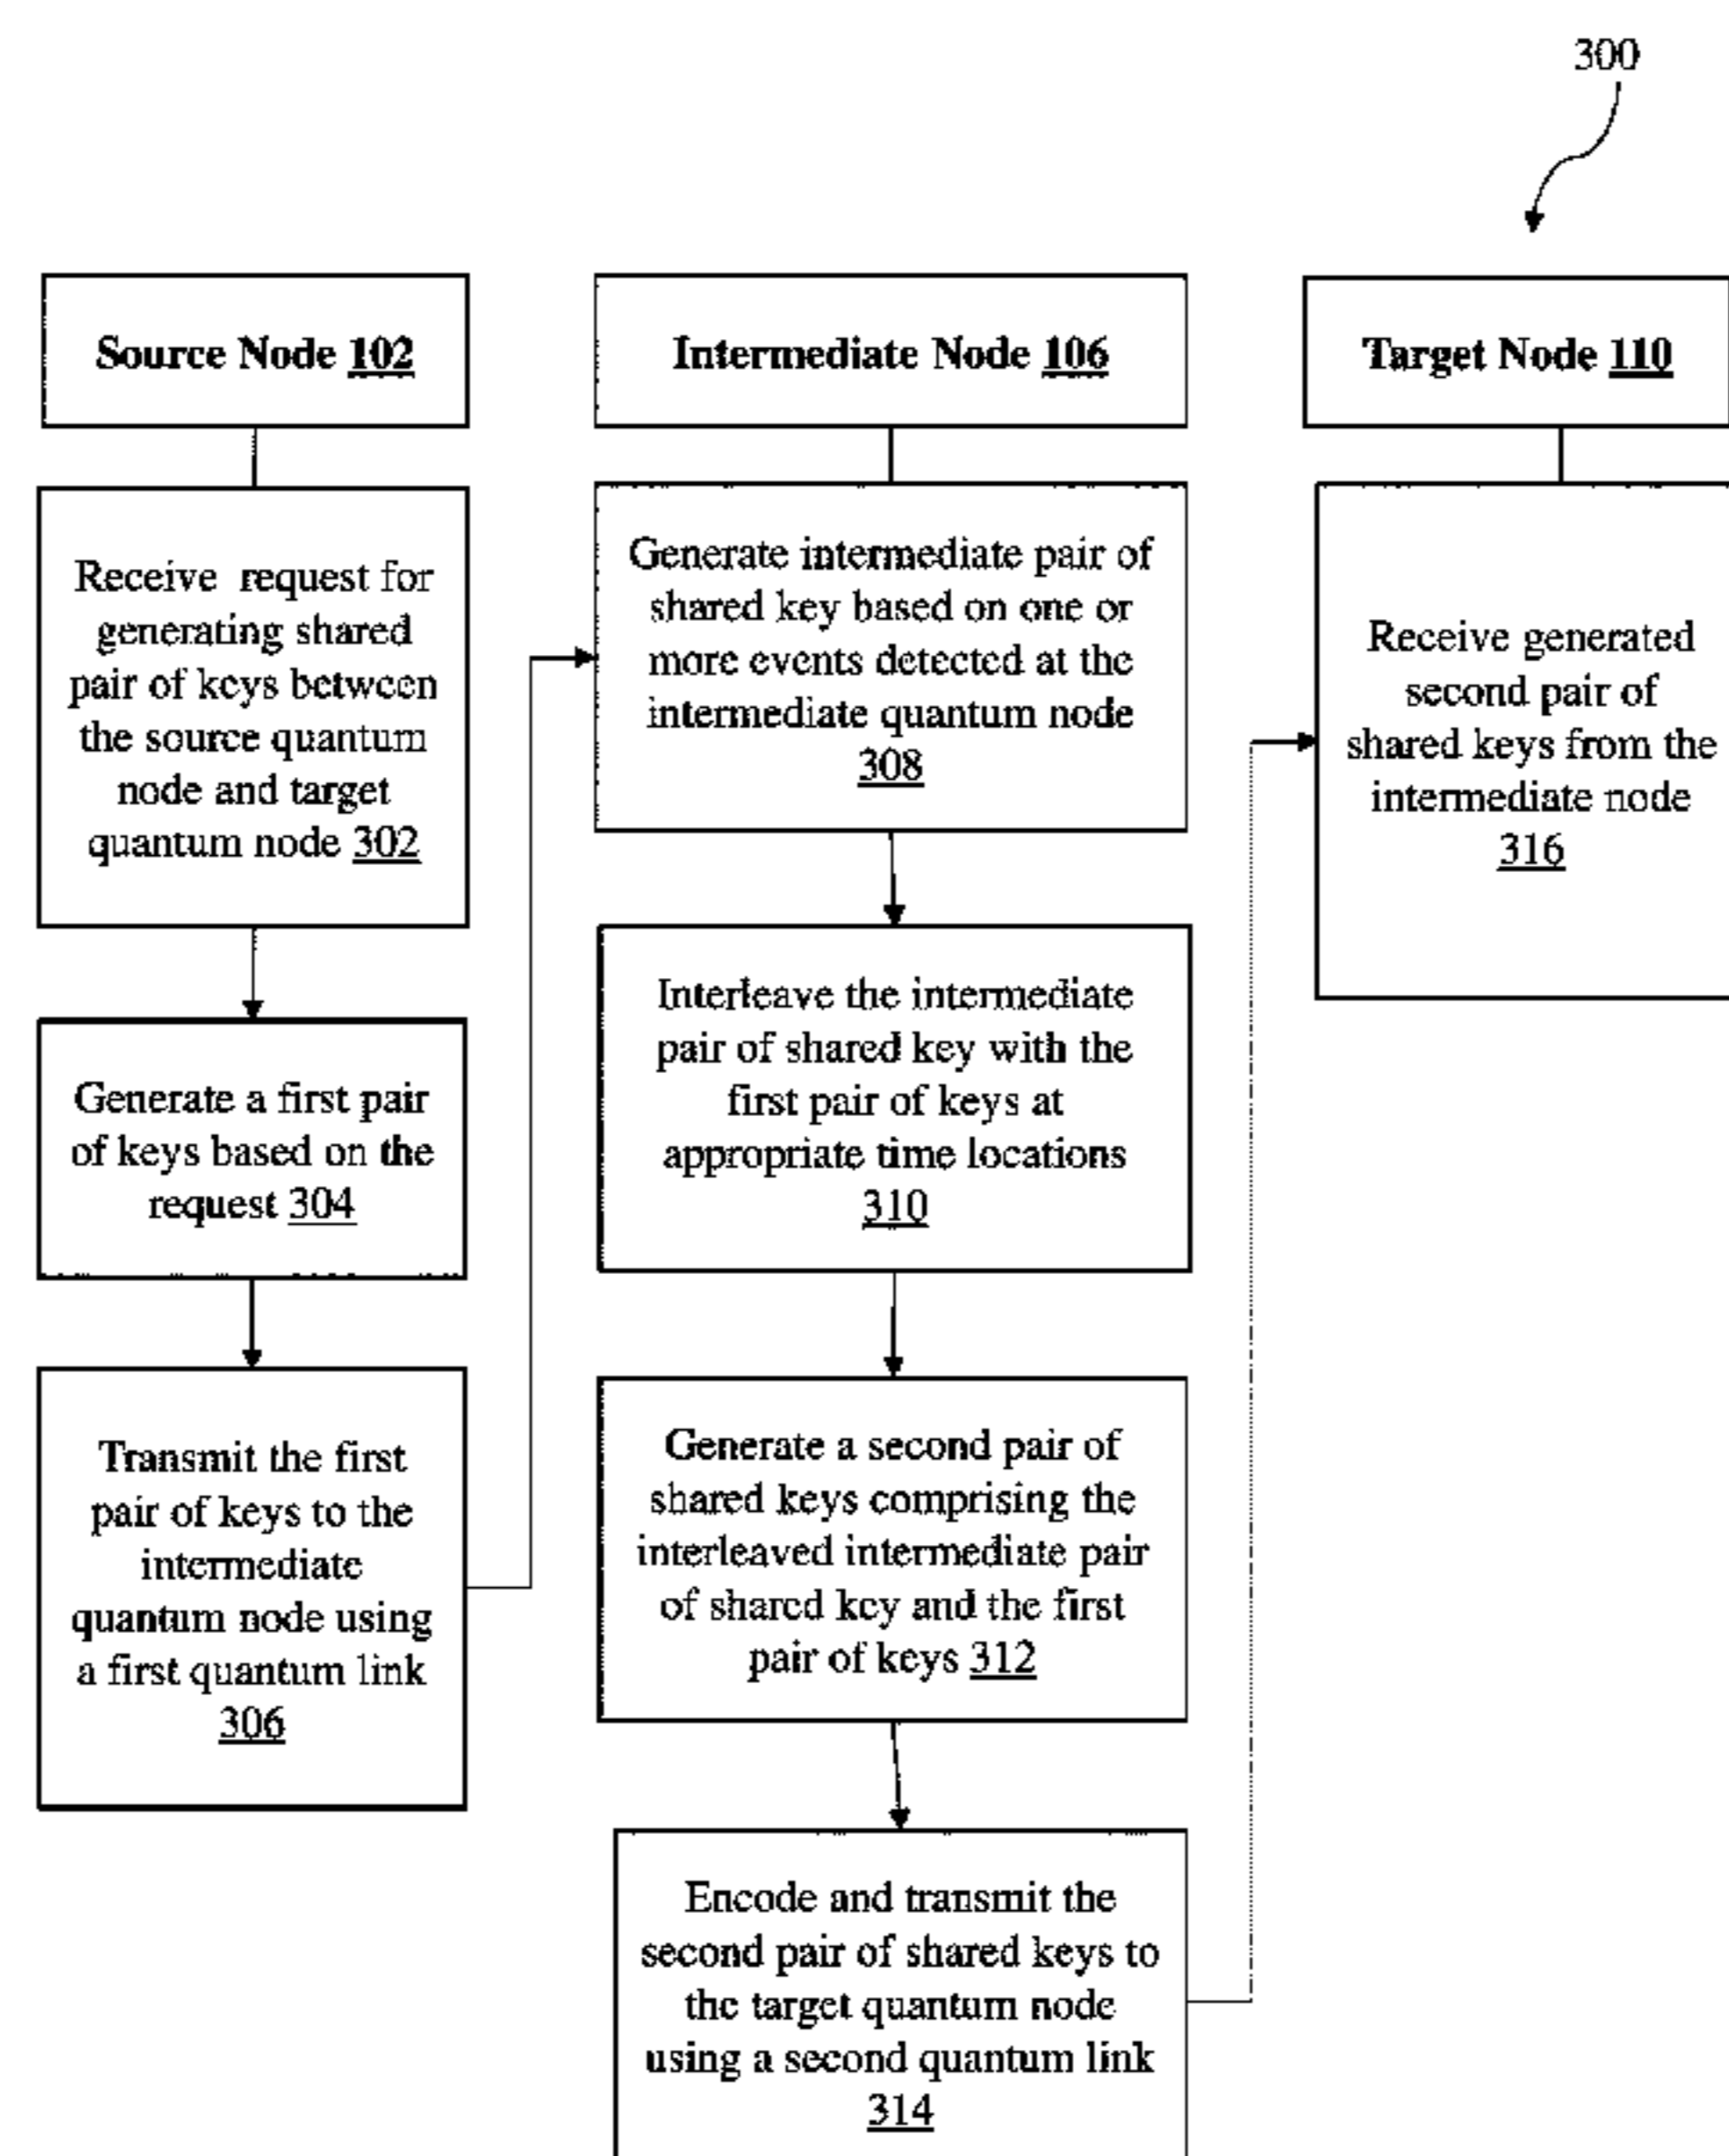 300
Source Node 102
Intermediate Node 106
Target Node 110
Receive request for
generating shared
pair of keys between
the source quantum
node and target
quantum node 302
Generate a first pair
of keys based on the
request 304
Transmit the first
pair of keys to the
intermediate
quantum node using
a first quantum link
306
Generate intermediate pair of
shared key based on one or
more events detected at the
intermediate quantum node
308
Interleave the intermediate
pair of shared key with the
first pair of keys at
appropriate time locations
310
Generate a second pair of
shared keys comprising the
interleaved intermediate pair
of shared key and the first
pair of keys 312
Encode and transmit the
second pair of shared keys to
the target quantum node
using a second quantum link
314
Receive generated
second pair of
shared keys from the
intermediate node
316